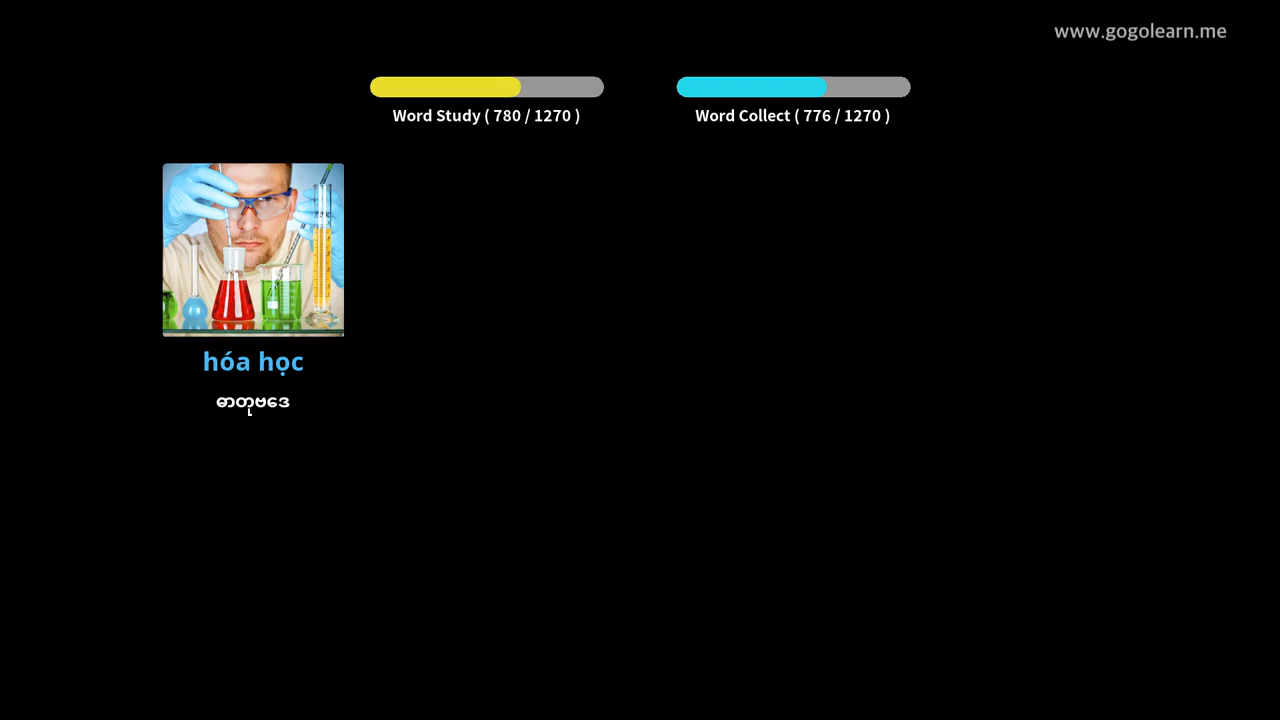 www.gogolearn.me
Word Study ( 780 / 1270 )
Word Collect ( 776 / 1270 )
hóa học
ဓာတုဗဒေ